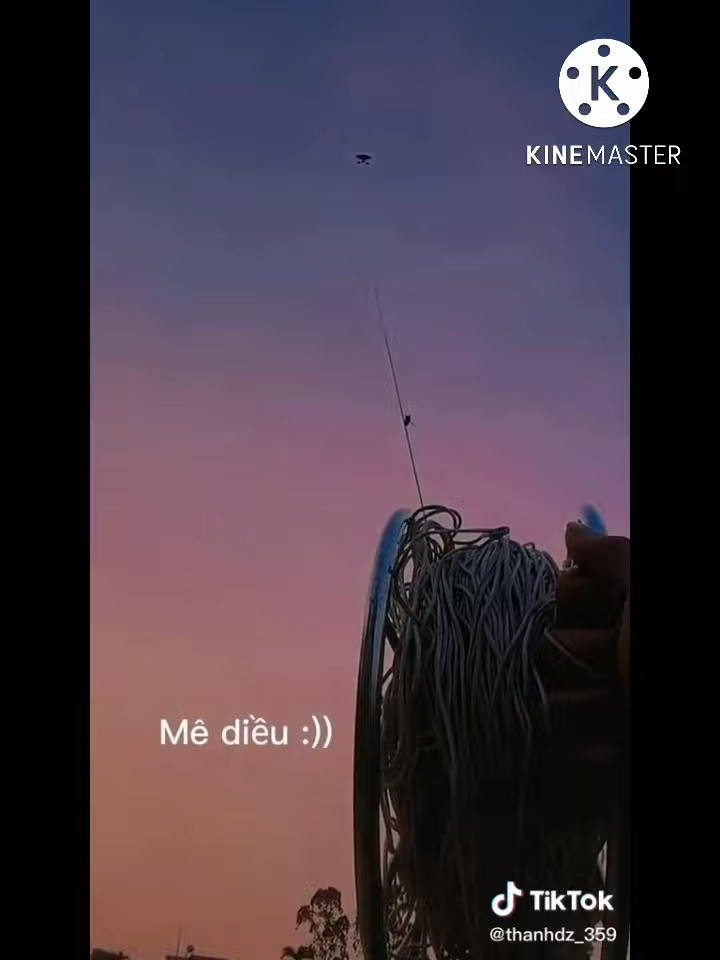 K
KINEMASTER
Mê diều :))
TikTok
@thanhdz_359